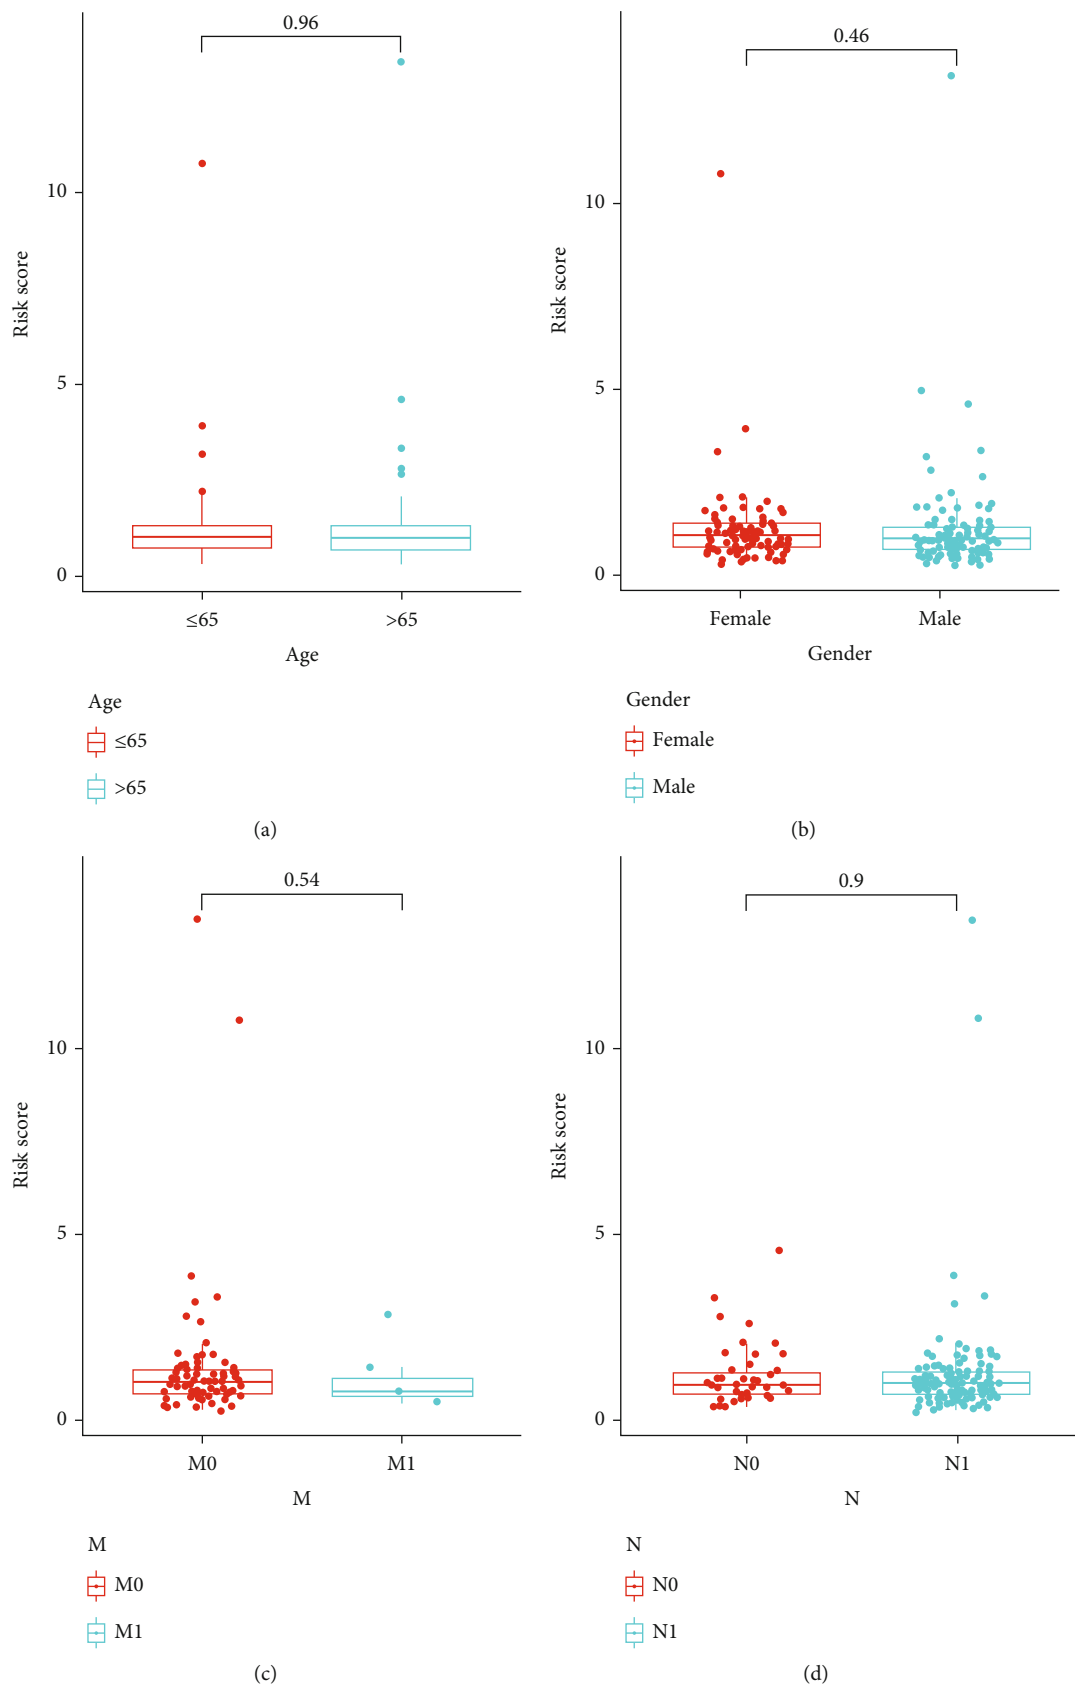 0.96
10
5
0
Risk score
≤65
>65
Age
Age
≤65
>65
(a)
0.46
10
5
0
Risk score
Female
Male
Gender
Gender
Female
Male
(b)
0.54
10
5
0
Risk score
M0
M1
M
M
M0
M1
(c)
0.9
10
5
0
Risk score
N0
N1
N
N
N0
N1
(d)